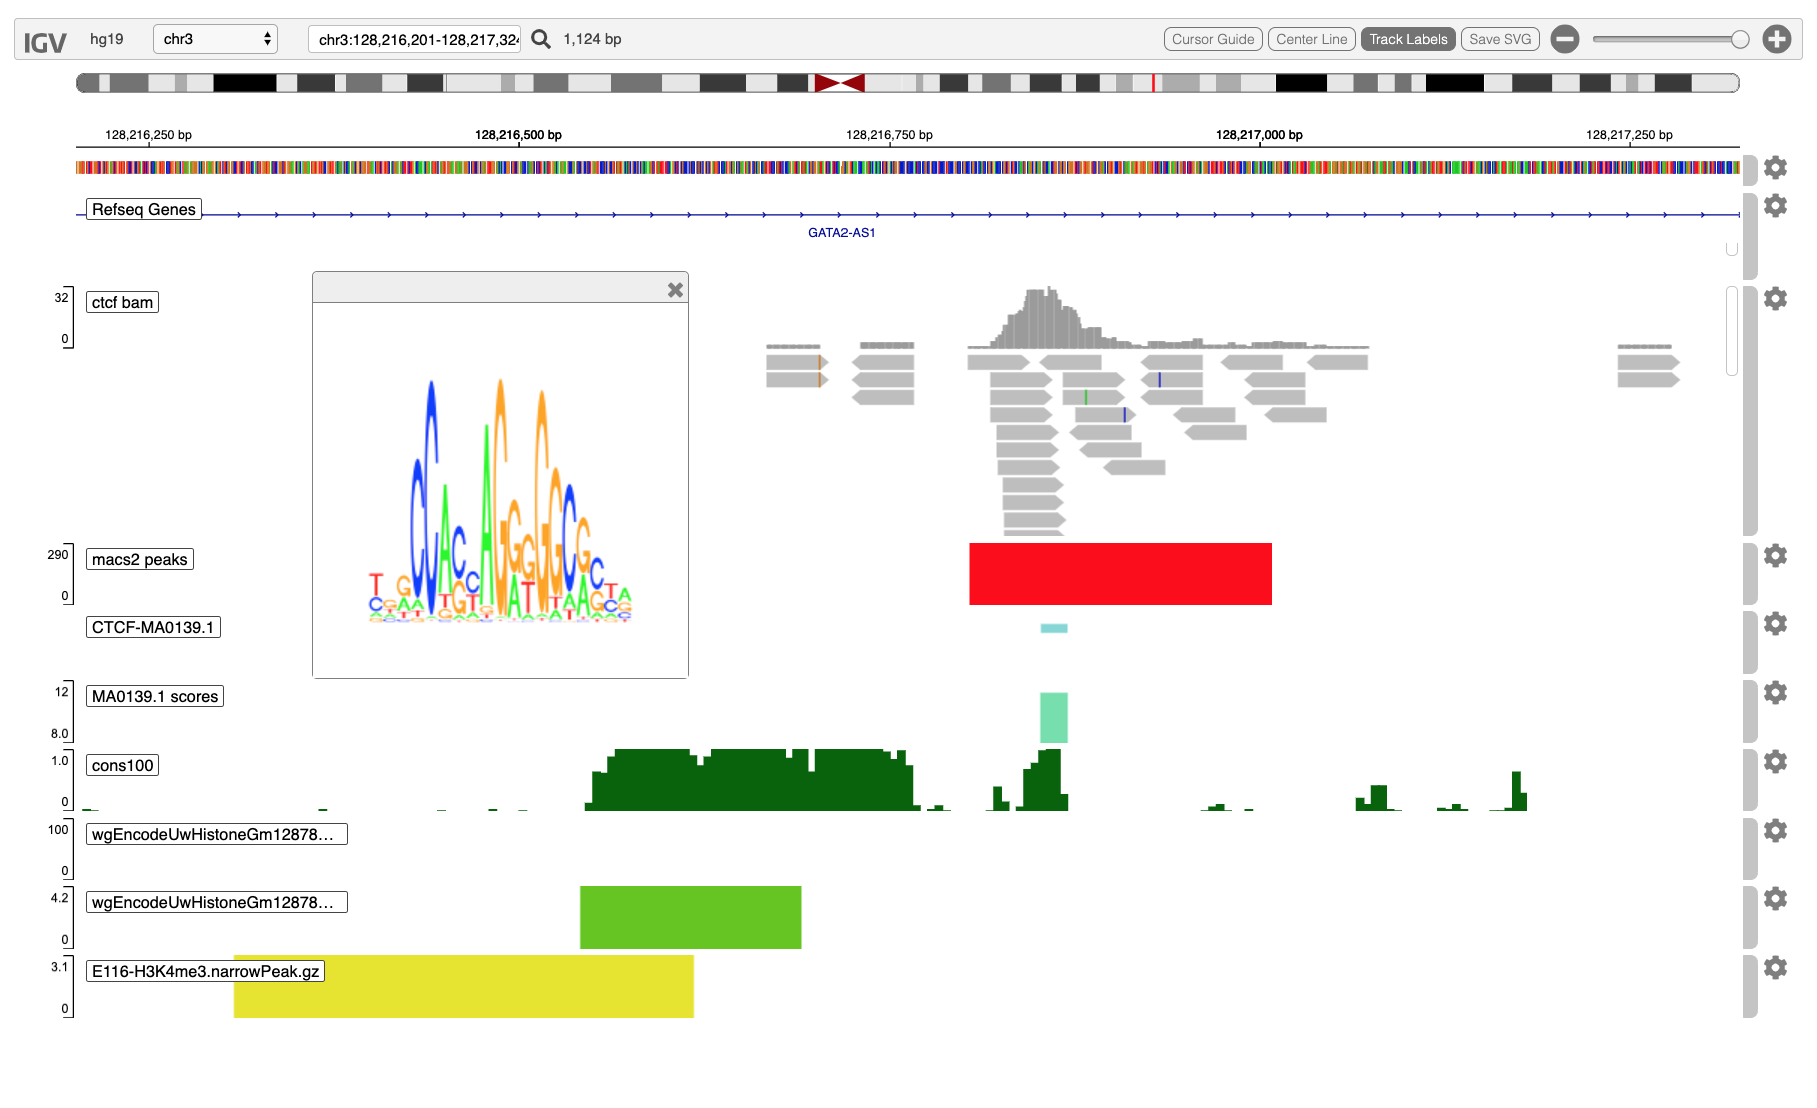 IGV hg19 chr3 chr3:128,216,201-128,217,324 1,124 bp Cursor Guide Center Line Track Labels Save SVG
128,216,250 bp 128,216,500 bp 128,216,750 bp 128,217,000 bp 128,217,250 bp
Refseq Genes
GATA2-AS1
32
ctcf bam
0
290
macs2 peaks
0
CTCF-MA0139.1
12
MA0139.1 scores
8.0
1.0
cons100
0
100
wgEncodeUwHistoneGm12878...
0
4.2
wgEncodeUwHistoneGm12878...
0
3.1
E116-H3K4me3.narrowPeak.gz
0